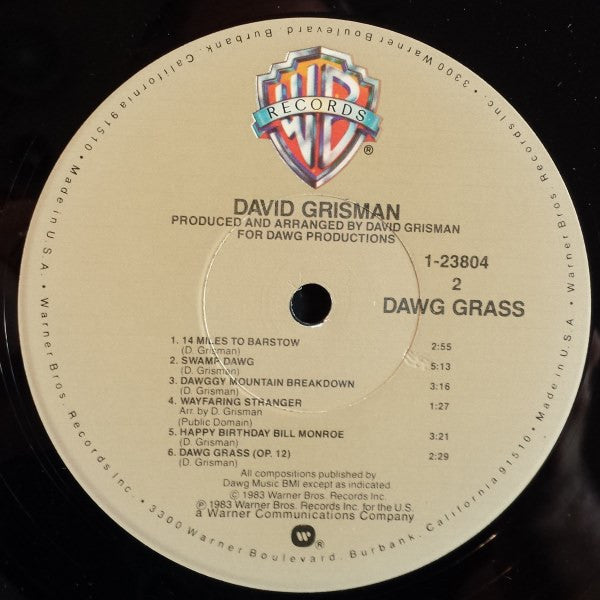 • Made in U.S.A. • Warner Bros. Records Inc. • 3300 Warner Boulevard, Burbank, California 91510 • Made in U.S.A. • Warner Bros. Records Inc. • 3300 Warner Boulevard, Burbank, California 91510
WB
RECORDS
®
DAVID GRISMAN
PRODUCED AND ARRANGED BY DAVID GRISMAN
FOR DAWG PRODUCTIONS
1-23804
2
DAWG GRASS
1. 14 MILES TO BARSTOW 2:55
(D. Grisman)
2. SWAMP DAWG 5:13
(D. Grisman)
3. DAWGGY MOUNTAIN BREAKDOWN 3:16
(D. Grisman)
4. WAYFARING STRANGER 1:27
Arr. by D. Grisman
(Public Domain)
5. HAPPY BIRTHDAY BILL MONROE 3:21
(D. Grisman)
6. DAWG GRASS (OP. 12) 2:29
(D. Grisman)
All compositions published by
Dawg Music BMI except as indicated.
© 1983 Warner Bros. Records Inc.
℗ 1983 Warner Bros. Records Inc. for the U.S.
a Warner Communications Company
®